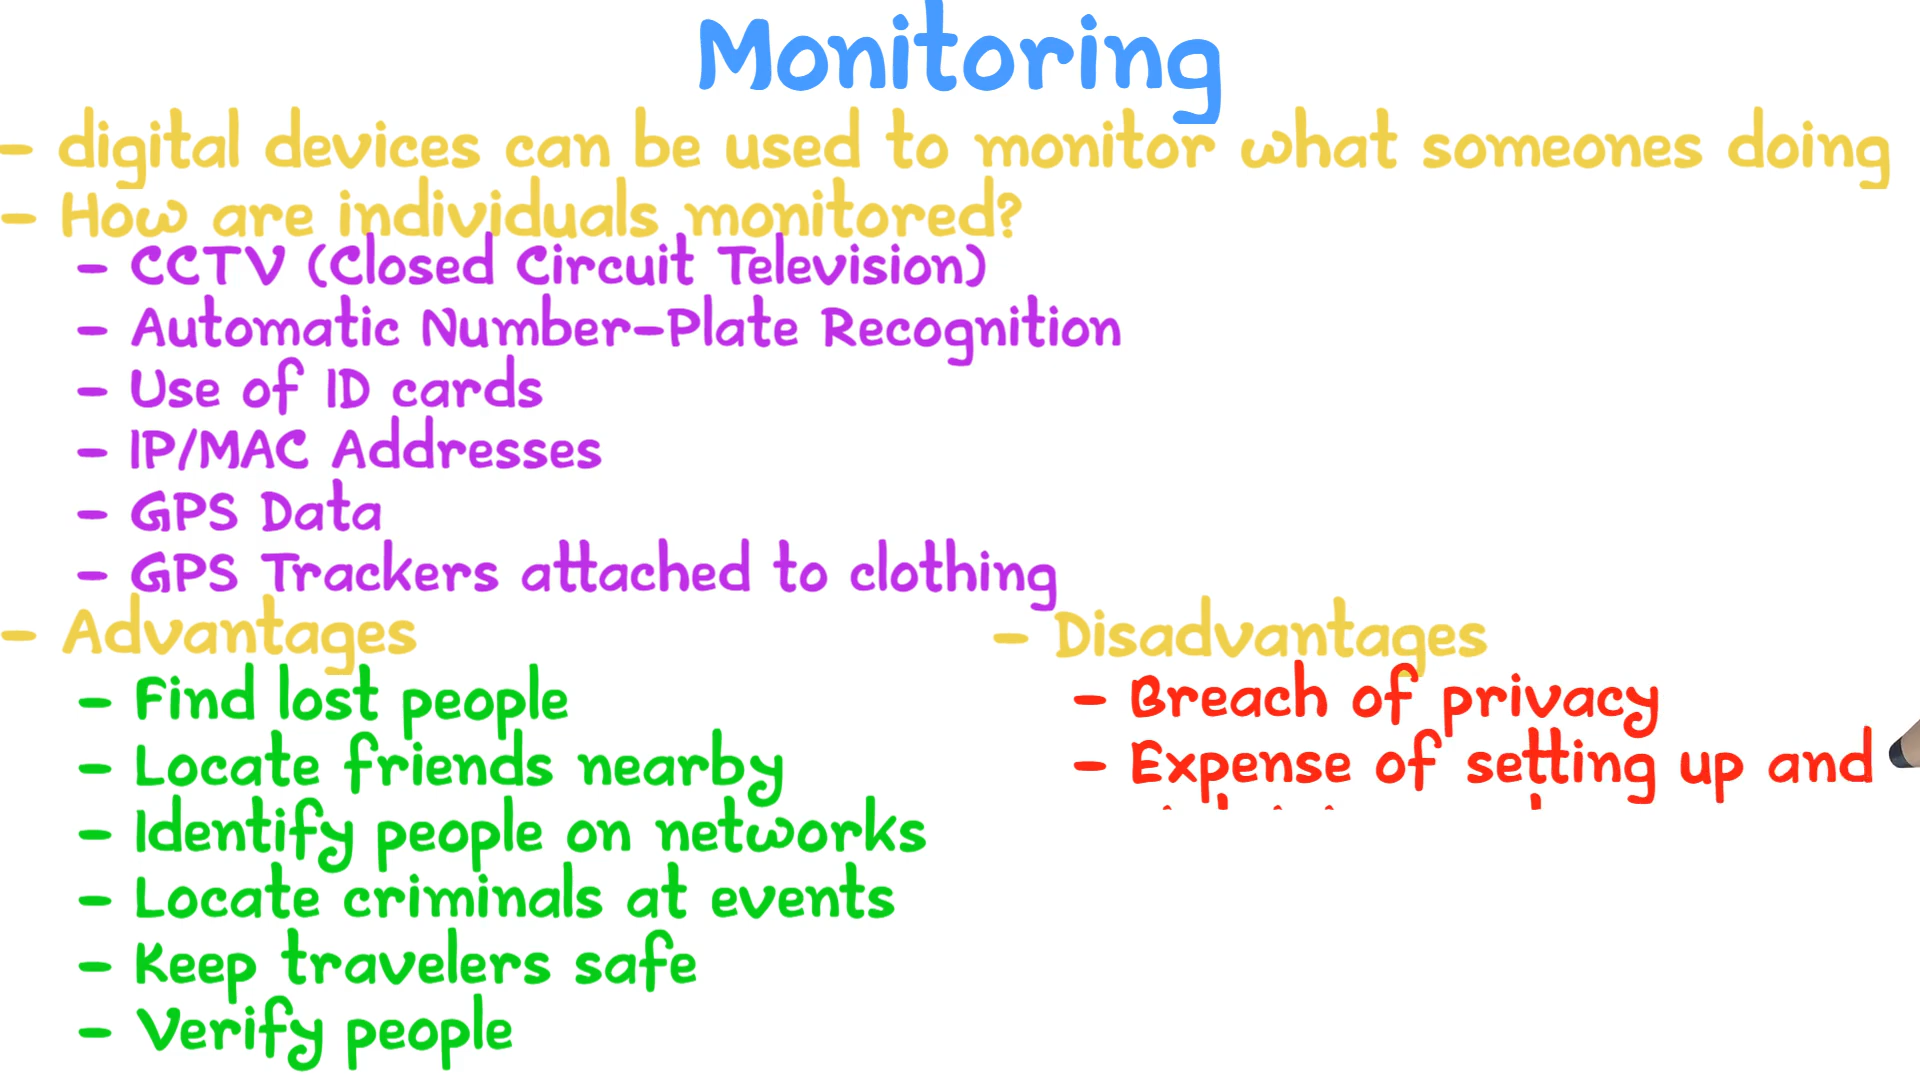 Monitoring
- digital devices can be used to monitor what someones doing
- How are individuals monitored?
- CCTV (Closed Circuit Television)
- Automatic Number-Plate Recognition
- Use of ID cards
- IP/MAC Addresses
- GPS Data
- GPS Trackers attached to clothing
- Advantages
- Find lost people
- Locate friends nearby
- Identify people on networks
- Locate criminals at events
- Keep travelers safe
- Verify people
- Disadvantages
- Breach of privacy
- Expense of setting up and